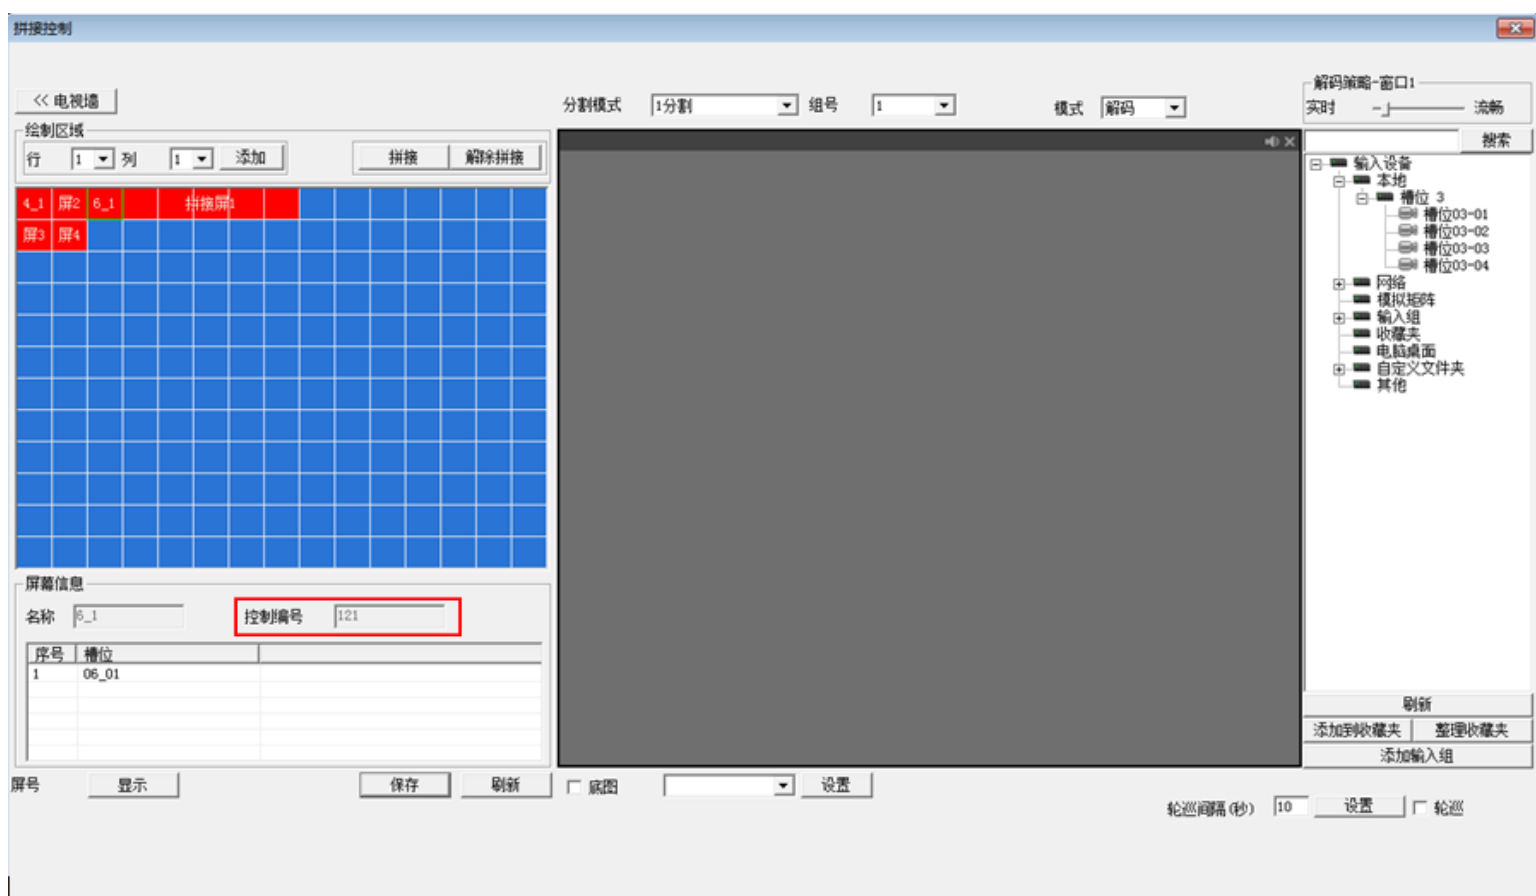 拼接控制
<< 电视墙
分割模式 1分割 组号 1 模式 解码
解码策略-窗口1
实时 流畅
绘制区域
行 1 列 1 添加 拼接 解除拼接
搜索
4_1 屏2 6_1 拼接屏1
屏3 屏4
输入设备
本地
槽位 3
槽位03-01
槽位03-02
槽位03-03
槽位03-04
网络
模拟矩阵
输入组
收藏夹
电脑桌面
自定义文件夹
其他
屏幕信息
名称 6_1 控制编号 121
序号 槽位
1 06_01
刷新
添加到收藏夹 整理收藏夹
添加输入组
屏号 显示 保存 刷新 底图 设置
轮巡间隔(秒) 10 设置 轮巡